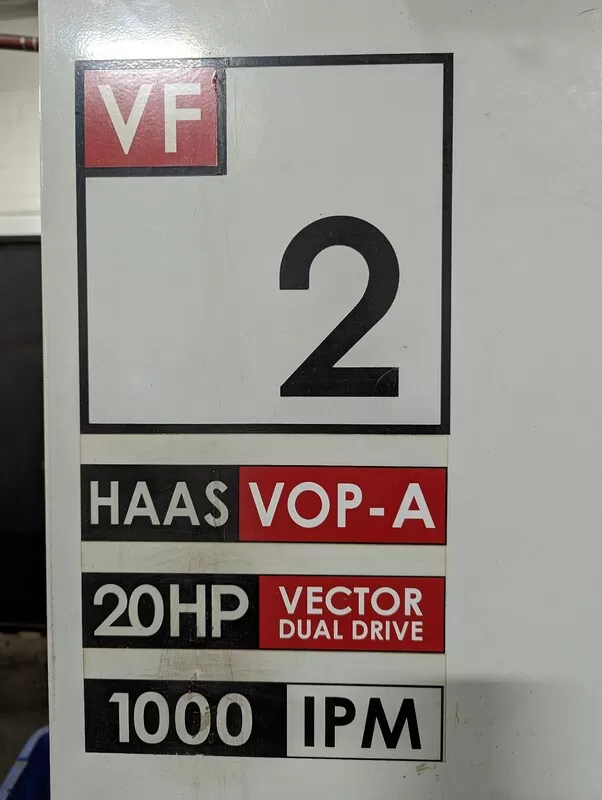 VF
2
HAAS VOP-A
20HP VECTOR
DUAL DRIVE
1000 IPM